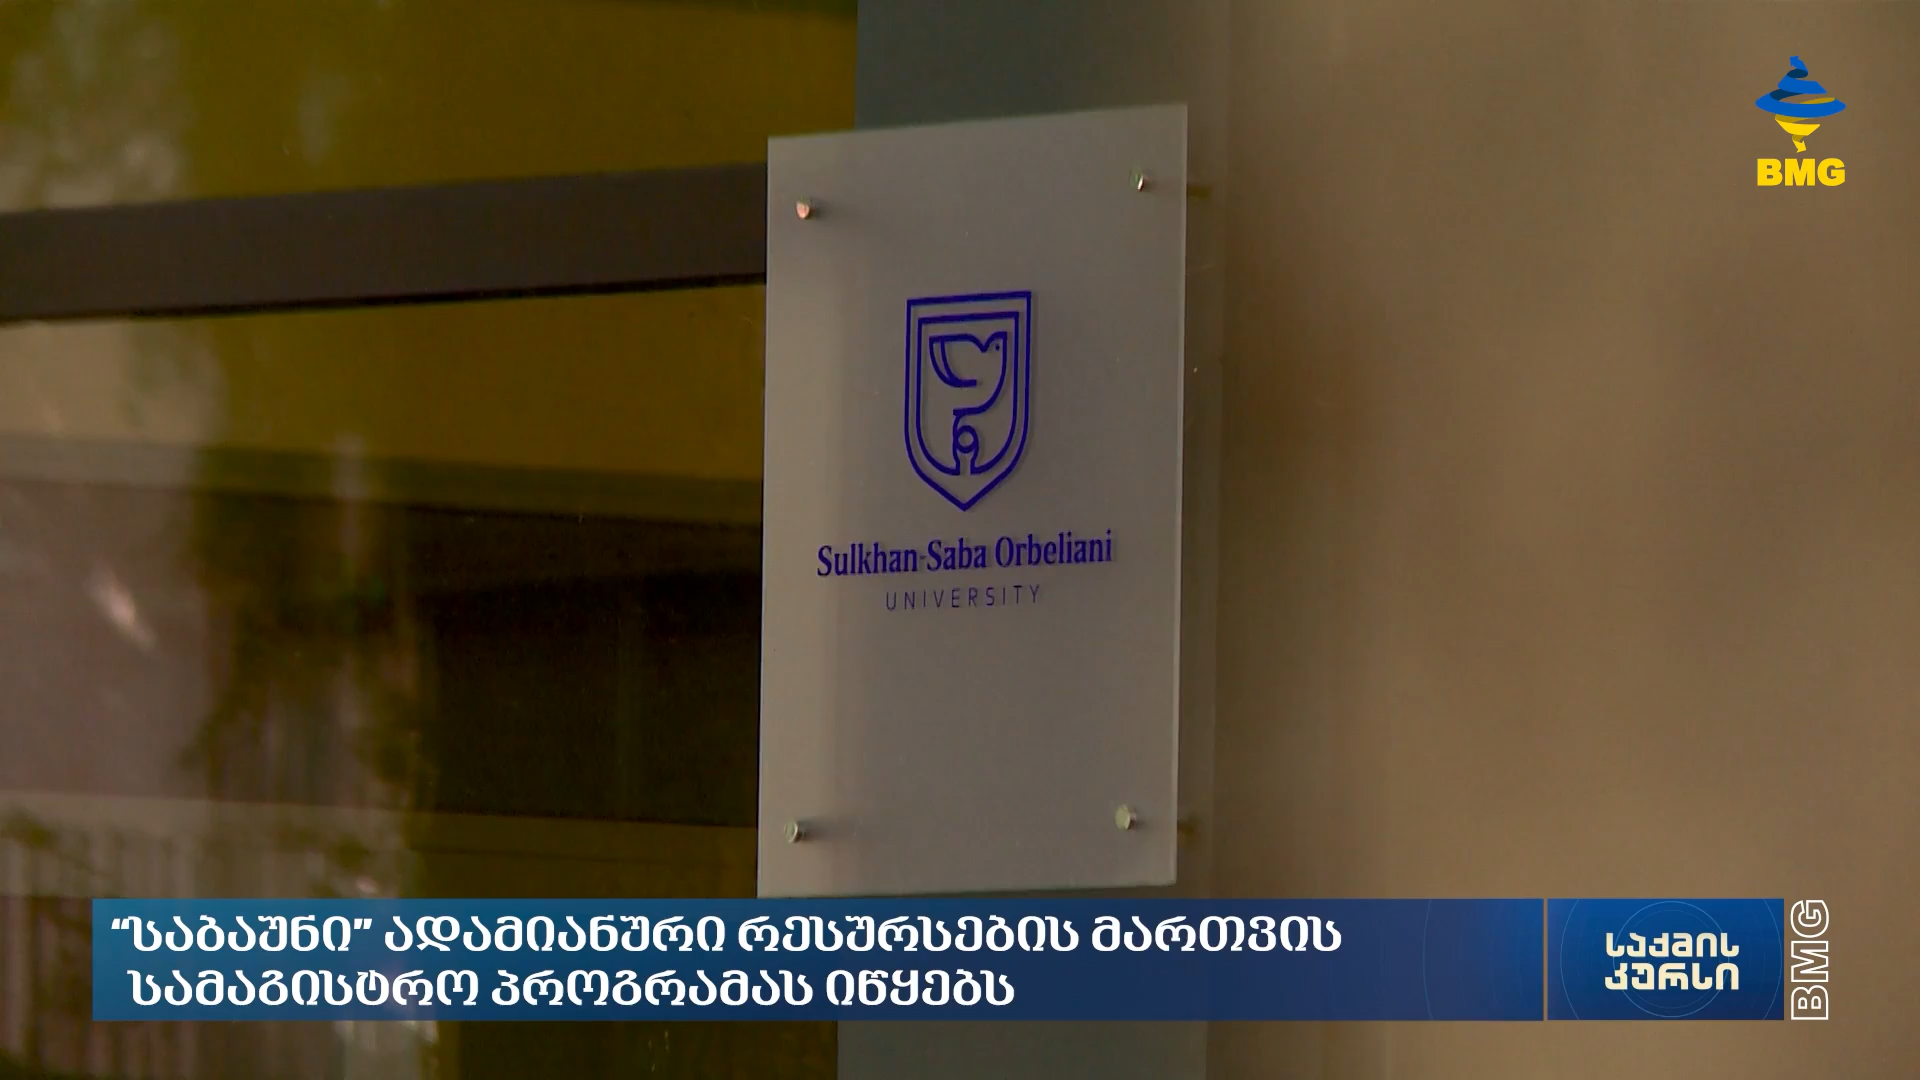 BMG
Sulkhan-Saba Orbeliani
UNIVERSITY
“საბაუნი” ადამიანური რესურსების მართვის
სამაგისტრო პროგრამას იწყებს
საქმის
კურსი
BMG